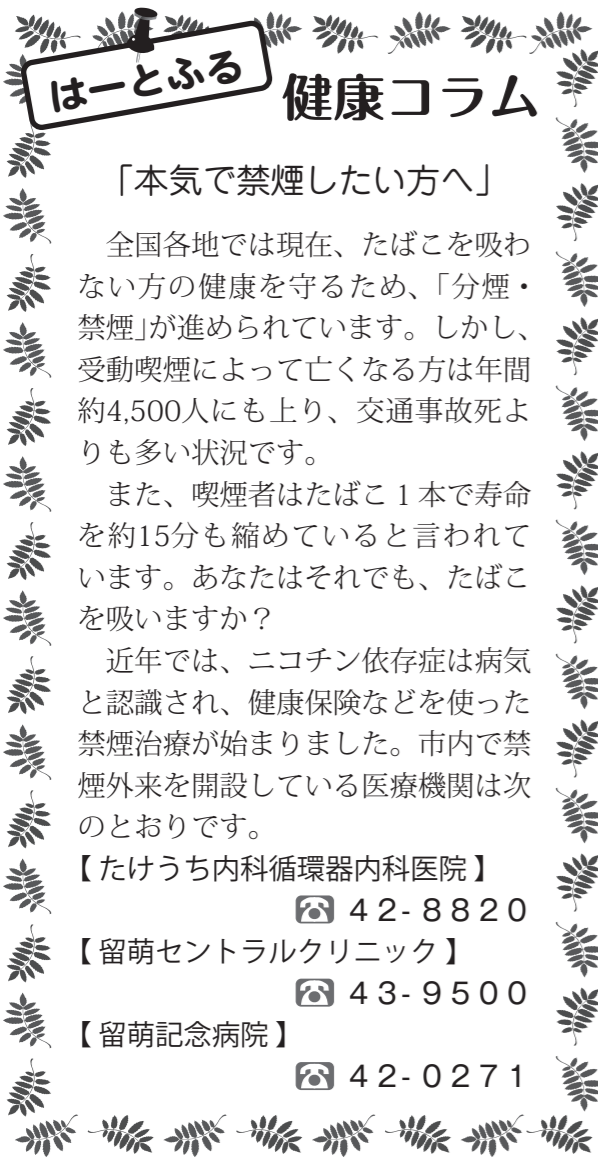 はーとふる
健康コラム
「本気で禁煙したい方へ」
　全国各地では現在、たばこを吸わ
ない方の健康を守るため、「分煙・
禁煙」が進められています。しかし、
受動喫煙によって亡くなる方は年間
約4,500人にも上り、交通事故死よ
りも多い状況です。
　また、喫煙者はたばこ１本で寿命
を約15分も縮めていると言われて
います。あなたはそれでも、たばこ
を吸いますか？
　近年では、ニコチン依存症は病気
と認識され、健康保険などを使った
禁煙治療が始まりました。市内で禁
煙外来を開設している医療機関は次
のとおりです。
【たけうち内科循環器内科医院】
☎ ４２-８８２０
【留萌セントラルクリニック】
☎ ４３-９５００
【留萌記念病院】
☎ ４２-０２７１